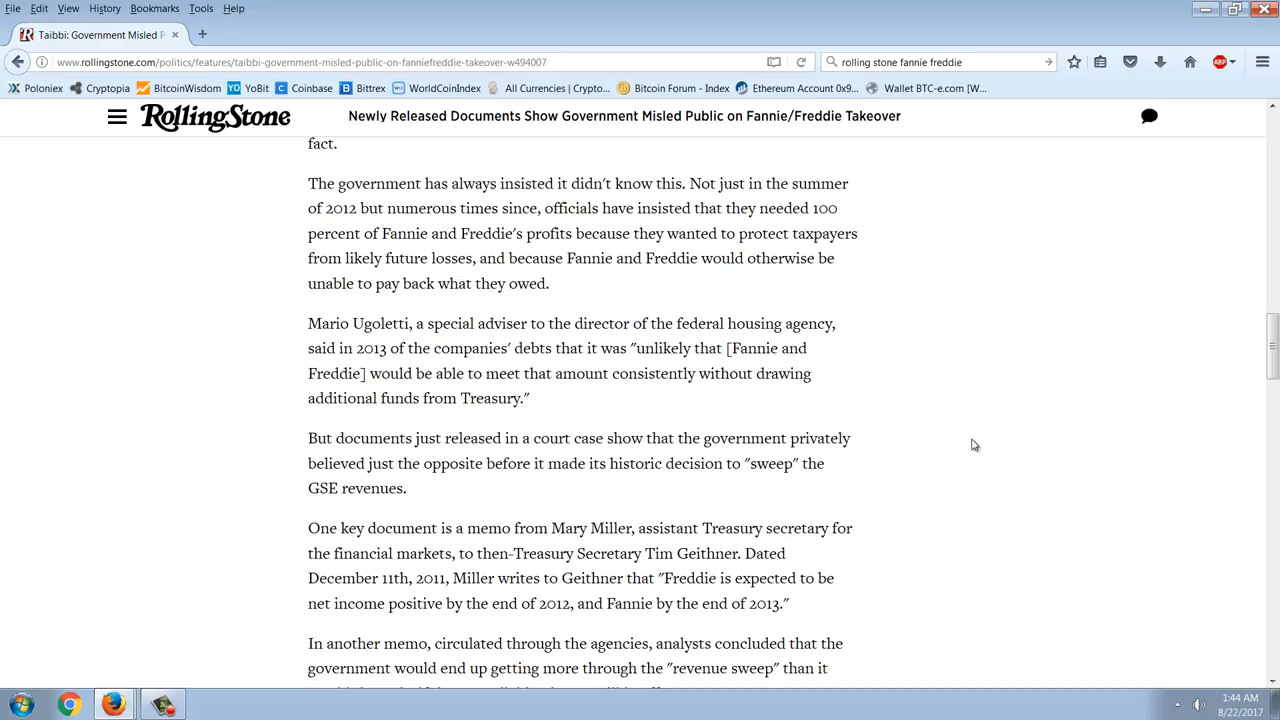 File Edit View History Bookmarks Tools Help
Taibbi: Government Misled P
www.rollingstone.com/politics/features/taibbi-government-misled-public-on-fanniefreddie-takeover-w494007
rolling stone fannie freddie
ABP
Poloniex Cryptopia BitcoinWisdom YoBit Coinbase Bittrex WorldCoinIndex All Currencies | Crypto... Bitcoin Forum - Index Ethereum Account 0x9... Wallet BTC-e.com [W...
RollingStone
Newly Released Documents Show Government Misled Public on Fannie/Freddie Takeover
fact.
The government has always insisted it didn't know this. Not just in the summer
of 2012 but numerous times since, officials have insisted that they needed 100
percent of Fannie and Freddie's profits because they wanted to protect taxpayers
from likely future losses, and because Fannie and Freddie would otherwise be
unable to pay back what they owed.
Mario Ugoletti, a special adviser to the director of the federal housing agency,
said in 2013 of the companies' debts that it was "unlikely that [Fannie and
Freddie] would be able to meet that amount consistently without drawing
additional funds from Treasury."
But documents just released in a court case show that the government privately
believed just the opposite before it made its historic decision to "sweep" the
GSE revenues.
One key document is a memo from Mary Miller, assistant Treasury secretary for
the financial markets, to then-Treasury Secretary Tim Geithner. Dated
December 11th, 2011, Miller writes to Geithner that "Freddie is expected to be
net income positive by the end of 2012, and Fannie by the end of 2013."
In another memo, circulated through the agencies, analysts concluded that the
government would end up getting more through the "revenue sweep" than it
1:44 AM
8/22/2017